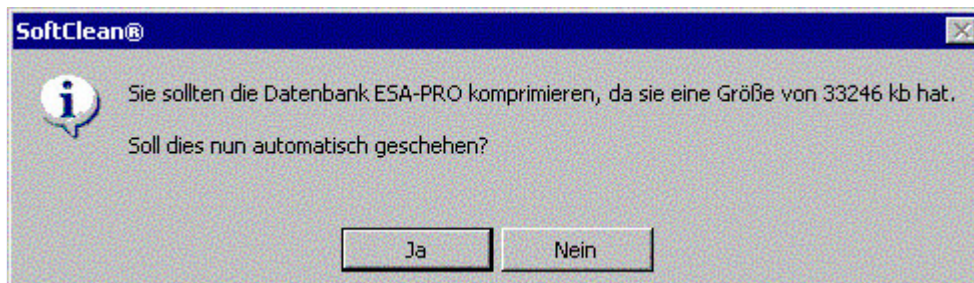 SoftClean®
Sie sollten die Datenbank ESA-PRO komprimieren, da sie eine Größe von 33246 kb hat.
Soll dies nun automatisch geschehen?
Ja
Nein